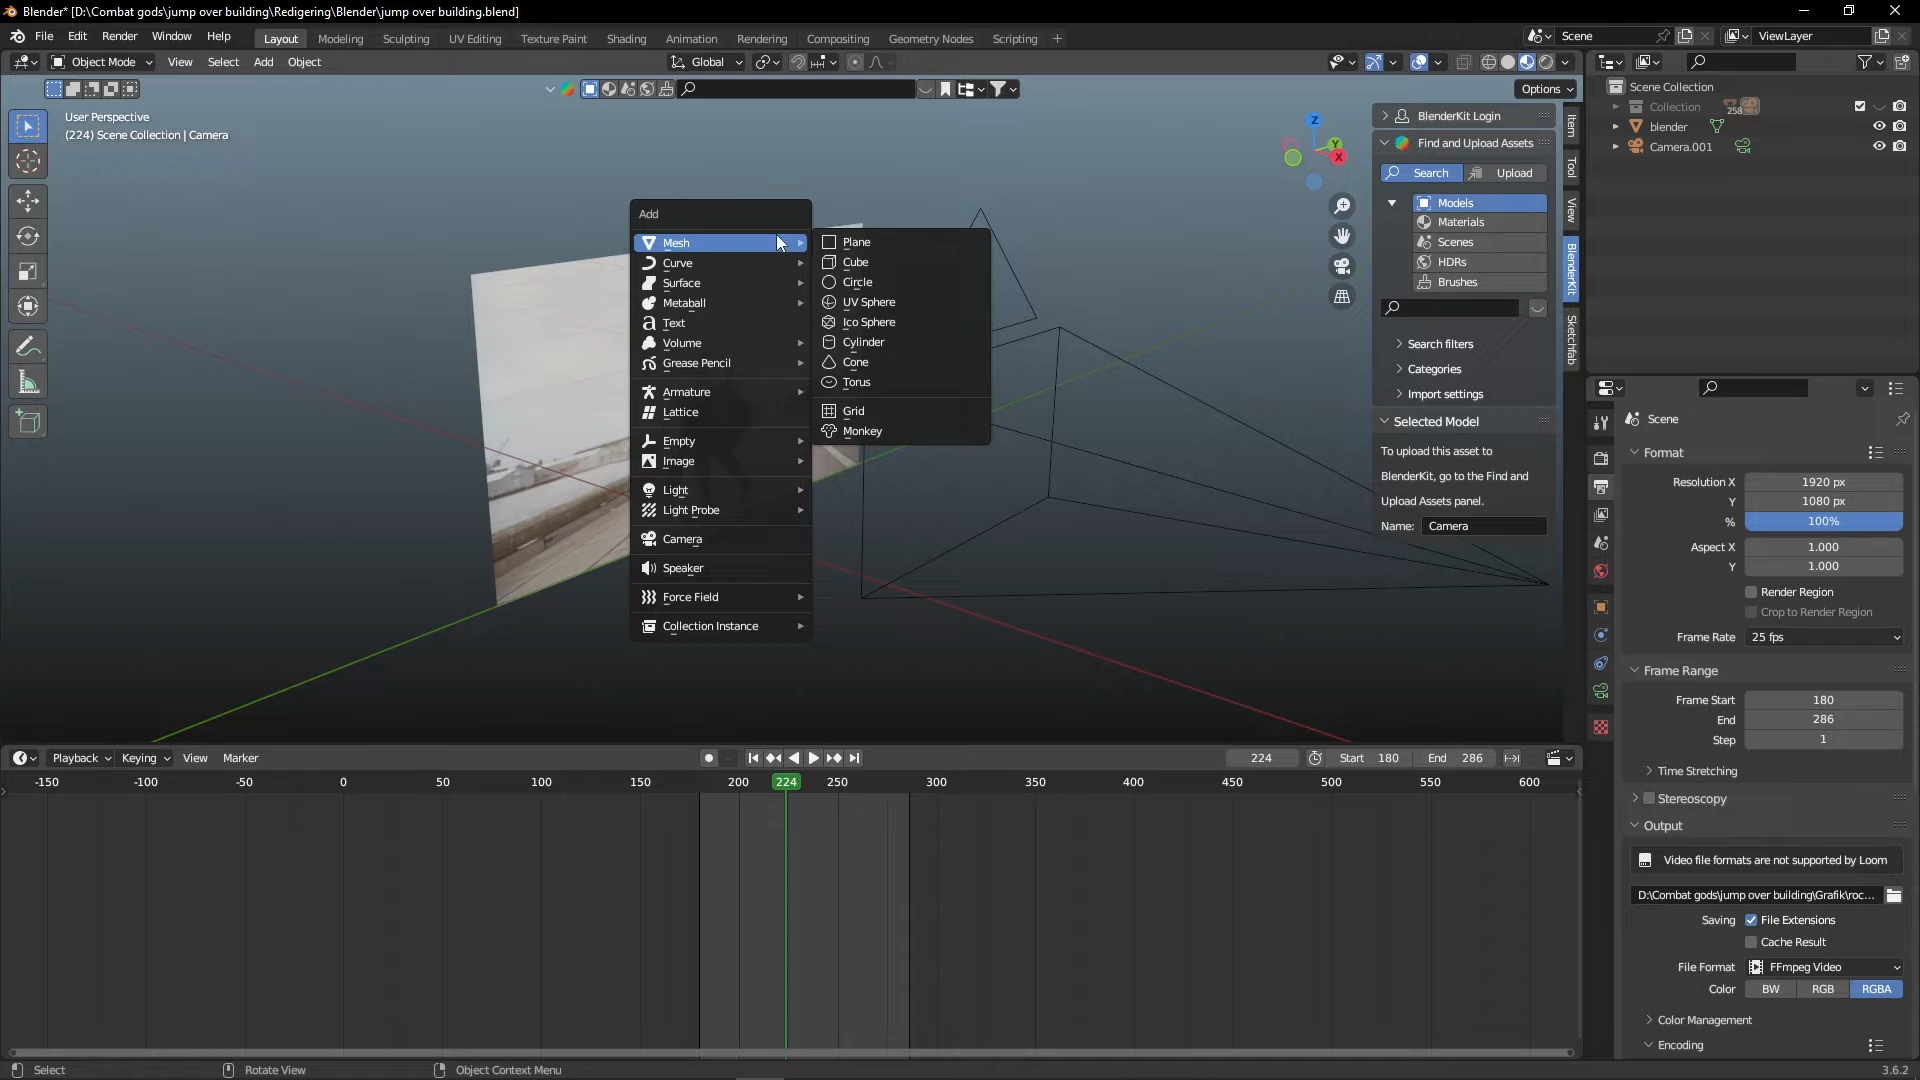 Blender* [D:\Combat gods\jump over building\Redigering\Blender\jump over building.blend]
File Edit Render Window Help Layout Modeling Sculpting UV Editing Texture Paint Shading Animation Rendering Compositing Geometry Nodes Scripting + Scene ViewLayer
Object Mode View Select Add Object Global
Options
User Perspective
(224) Scene Collection | Camera
Z
Y
X
Add
Mesh
Curve
Surface
Metaball
Text
Volume
Grease Pencil
Armature
Lattice
Empty
Image
Light
Light Probe
Camera
Speaker
Force Field
Collection Instance
Plane
Cube
Circle
UV Sphere
Ico Sphere
Cylinder
Cone
Torus
Grid
Monkey
BlenderKit Login
Find and Upload Assets
Search Upload
Models
Materials
Scenes
HDRs
Brushes
Search filters
Categories
Import settings
Selected Model
To upload this asset to
BlenderKit, go to the Find and
Upload Assets panel.
Name: Camera
Item
Tool
View
BlenderKit
Sketchfab
Scene Collection
Collection 258
blender
Camera.001
Scene
Format
Resolution X 1920 px
Y 1080 px
% 100%
Aspect X 1.000
Y 1.000
Render Region
Crop to Render Region
Frame Rate 25 fps
Frame Range
Frame Start 180
End 286
Step 1
Time Stretching
Stereoscopy
Output
Video file formats are not supported by Loom
D:\Combat gods\jump over building\Grafik\roc...
Saving File Extensions
Cache Result
File Format FFmpeg Video
Color BW RGB RGBA
Color Management
Encoding
Playback Keying View Marker 224 Start 180 End 286
-150 -100 -50 0 50 100 150 200 224 250 300 350 400 450 500 550 600
Select Rotate View Object Context Menu 3.6.2